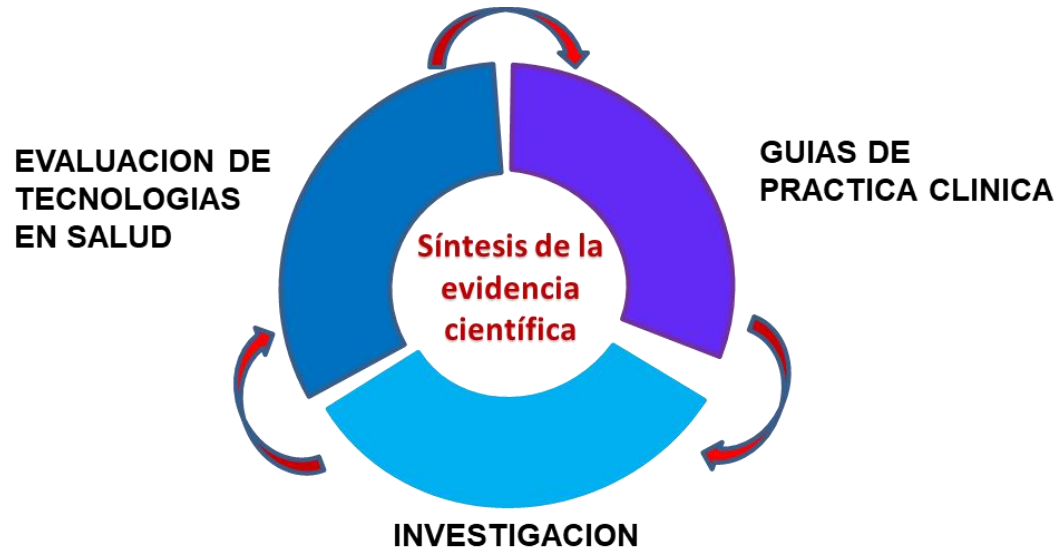 EVALUACION DE
TECNOLOGIAS
EN SALUD
GUIAS DE
PRACTICA CLINICA
Síntesis de la
evidencia
científica
INVESTIGACION